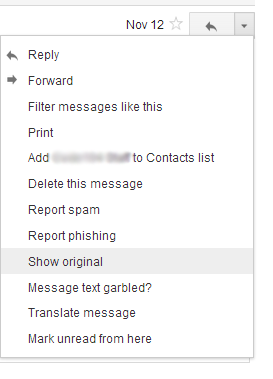 Nov 12
Reply
Forward
Filter messages like this
Print
Add to Contacts list
Delete this message
Report spam
Report phishing
Show original
Message text garbled?
Translate message
Mark unread from here